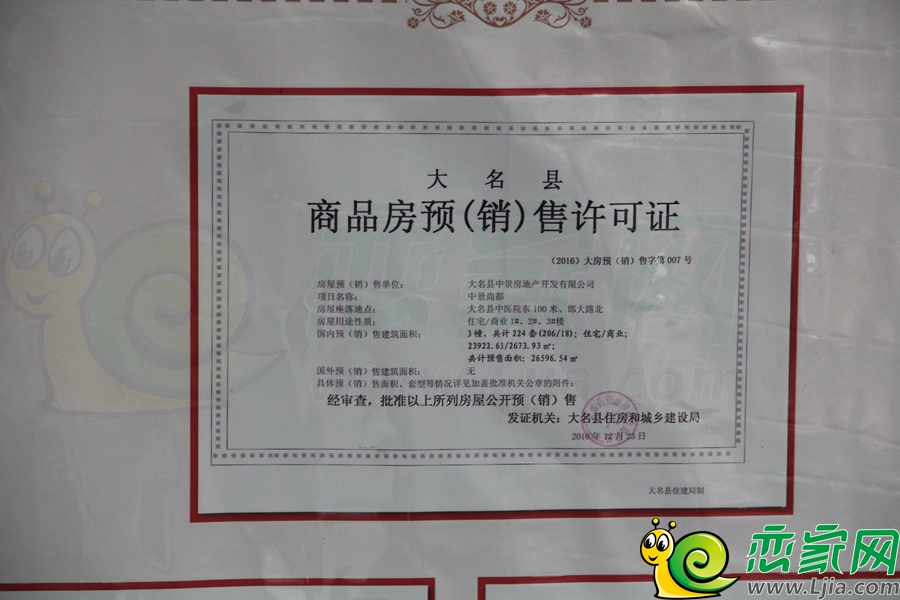 大名县
商品房预(销)售许可证
(2016)大房预(销)售字第007号
房屋预(销)售单位: 大名县中景房地产开发有限公司
项目名称: 中景尚都
房屋座落地点: 大名县中医院东100米、邯大路北
房屋用途性质: 住宅/商业 1#、2#、3#楼
国内预(销)售建筑面积: 3幢,共计224套(206/18);住宅/商业;
23922.61/2673.93㎡;
共计预售面积:26596.54㎡
国外预(销)售建筑面积: 无
具体预(销)售面积、套型等情况详见加盖批准机关公章的附件:
经审查,批准以上所列房屋公开预(销)售
发证机关:大名县住房和城乡建设局
2016年12月23日
大名县住建局制
恋家网
www.Ljia.com